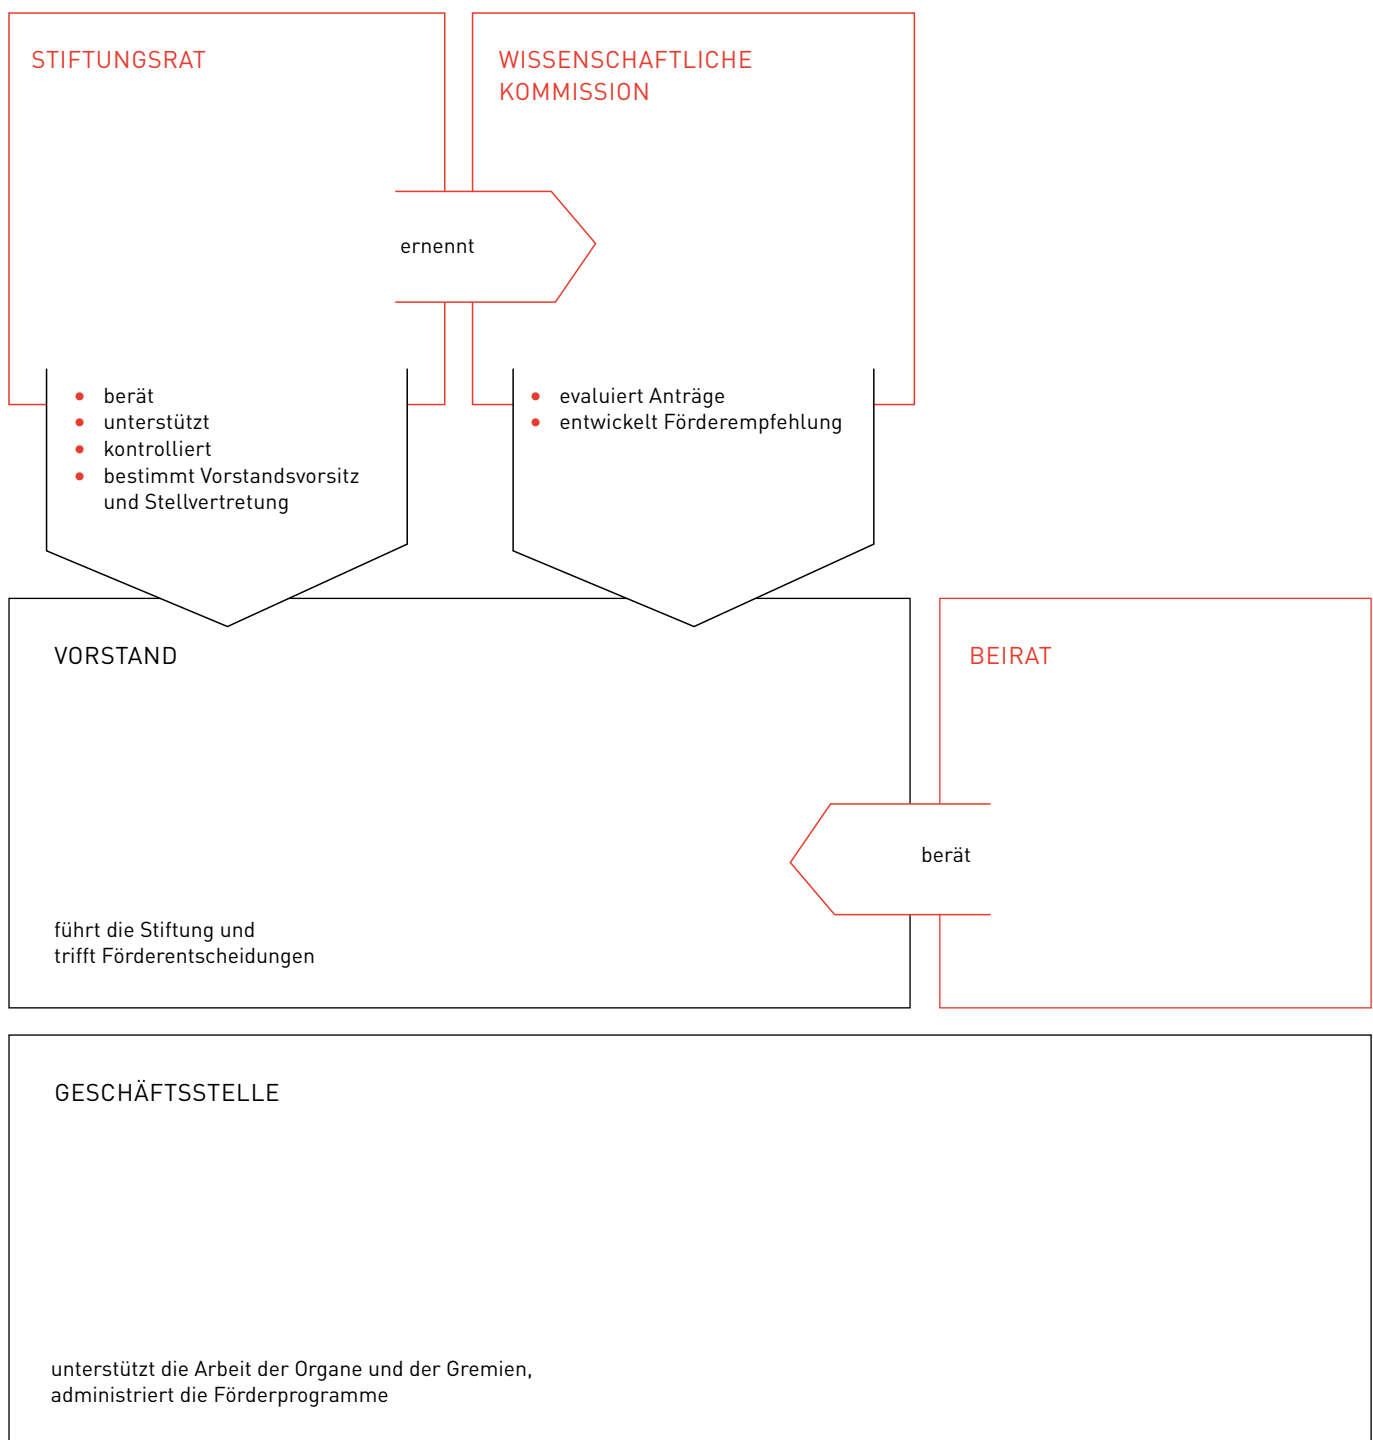 STIFTUNGSRAT
WISSENSCHAFTLICHE
KOMMISSION
ernennt
• berät
• unterstützt
• kontrolliert
• bestimmt Vorstandsvorsitz
und Stellvertretung
• evaluiert Anträge
• entwickelt Förderempfehlung
VORSTAND
führt die Stiftung und
trifft Förderentscheidungen
BEIRAT
berät
GESCHÄFTSSTELLE
unterstützt die Arbeit der Organe und der Gremien,
administriert die Förderprogramme